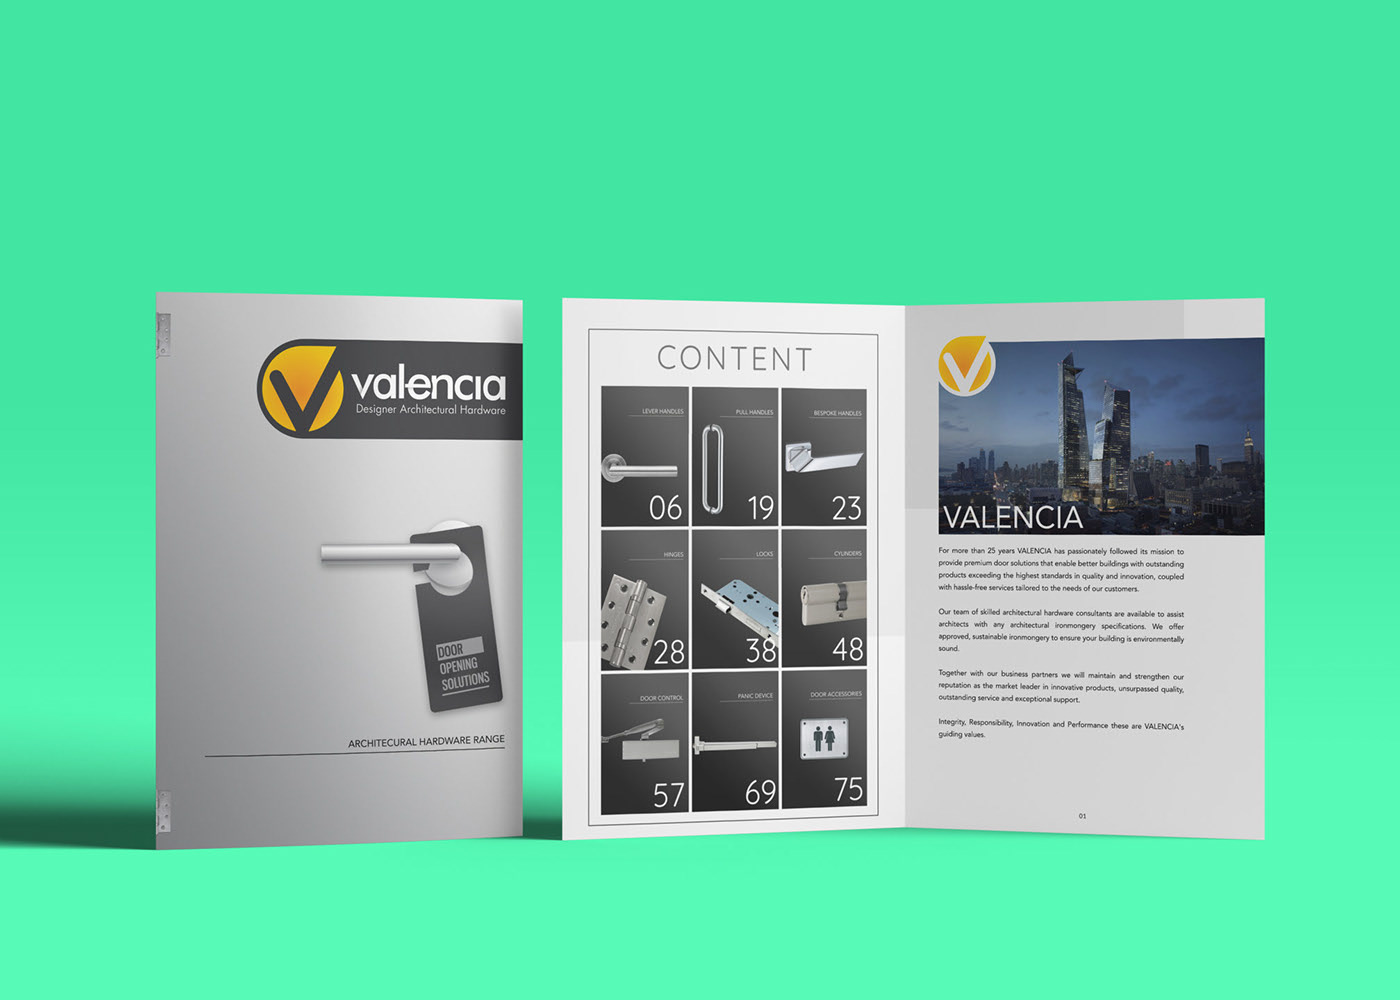 valencia
Designer Architectural Hardware
DOOR
OPENING
SOLUTIONS
ARCHITECURAL HARDWARE RANGE
CONTENT
LEVER HANDLES
06
PULL HANDLES
19
BESPOKE HANDLES
23
HINGES
28
LOCKS
38
CYLINDERS
48
DOOR CONTROL
57
PANIC DEVICE
69
DOOR ACCESSORIES
75
VALENCIA
For more than 25 years VALENCIA has passionately followed its mission to
provide premium door solutions that enable better buildings with outstanding
products exceeding the highest standards in quality and innovation, coupled
with hassle-free services tailored to the needs of our customers.
Our team of skilled architectural hardware consultants are available to assist
architects with any architectural ironmongery specifications. We offer
approved, sustainable ironmongery to ensure your building is environmentally
sound.
Together with our business partners we will maintain and strengthen our
reputation as the market leader in innovative products, unsurpassed quality,
outstanding service and exceptional support.
Integrity, Responsibility, Innovation and Performance these are VALENCIA's
guiding values.
01